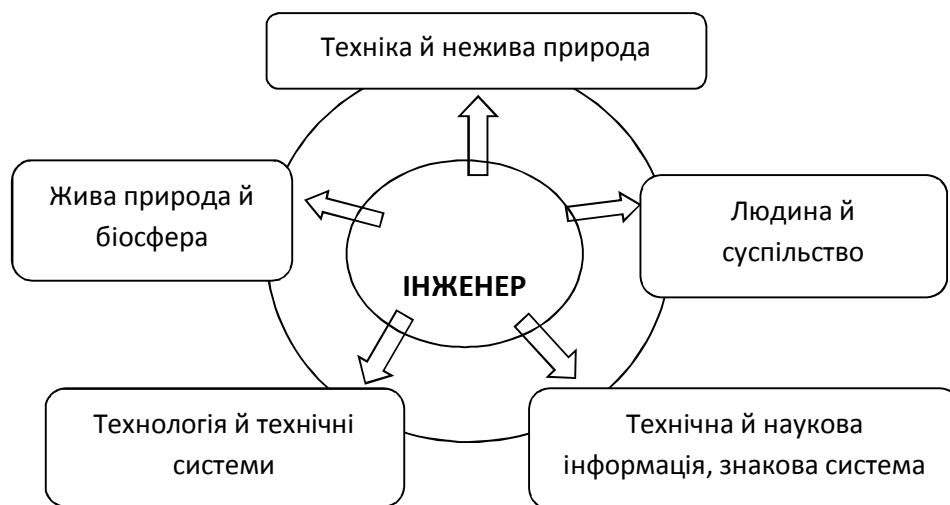 Техніка й нежива природа
Жива природа й
біосфера
Людина й
суспільство
ІНЖЕНЕР
Технологія й технічні
системи
Технічна й наукова
інформація, знакова система